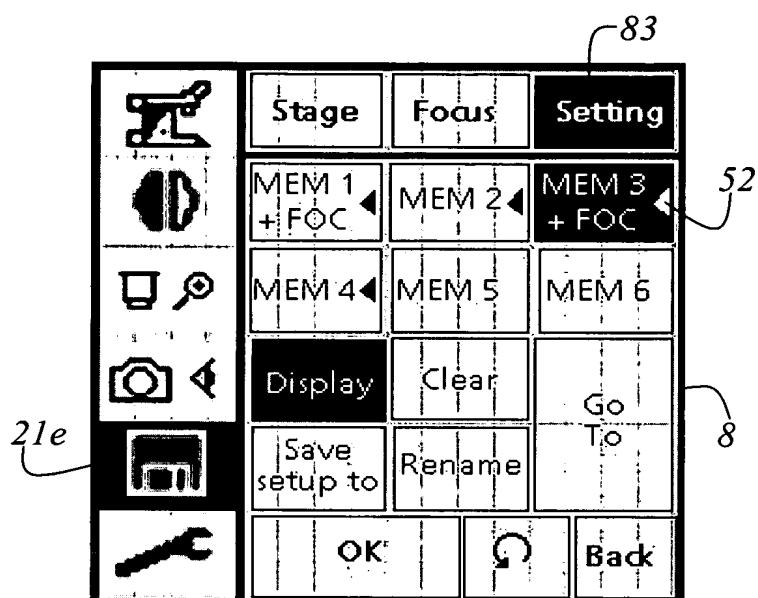 83
Stage Focus Setting
MEM 1
+ FOC
MEM 2
MEM 3
+ FOC
52
MEM 4
MEM 5
MEM 6
Display
Clear
Go
To
8
21e
Save
setup to
Rename
OK
Back